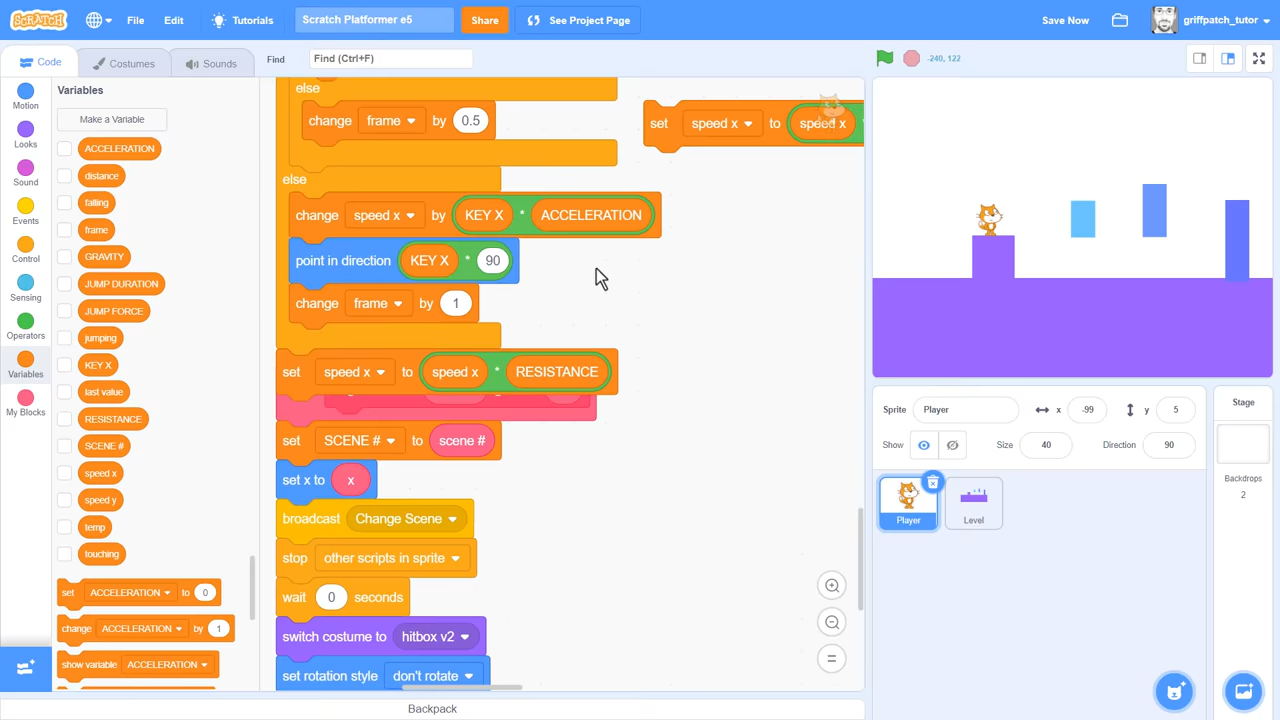 SCRATCH File Edit Tutorials Scratch Platformer e5 Share See Project Page Save Now griffpatch_tutor
Code Costumes Sounds Find Find (Ctrl+F) -240, 122
Motion
Looks
Sound
Events
Control
Sensing
Operators
Variables
My Blocks
Variables
Make a Variable
ACCELERATION
distance
falling
frame
GRAVITY
JUMP DURATION
JUMP FORCE
jumping
KEY X
last value
RESISTANCE
SCENE #
speed x
speed y
temp
touching
set ACCELERATION to 0
change ACCELERATION by 1
show variable ACCELERATION
else
change frame by 0.5
else
change speed x by KEY X * ACCELERATION
point in direction KEY X * 90
change frame by 1
set speed x to speed x * RESISTANCE
set SCENE # to scene #
set x to x
broadcast Change Scene
stop other scripts in sprite
wait 0 seconds
switch costume to hitbox v2
set rotation style don't rotate
set speed x to speed x
Backpack
Sprite Player x -99 y 5
Show Size 40 Direction 90
Player Level
Stage
Backdrops
2